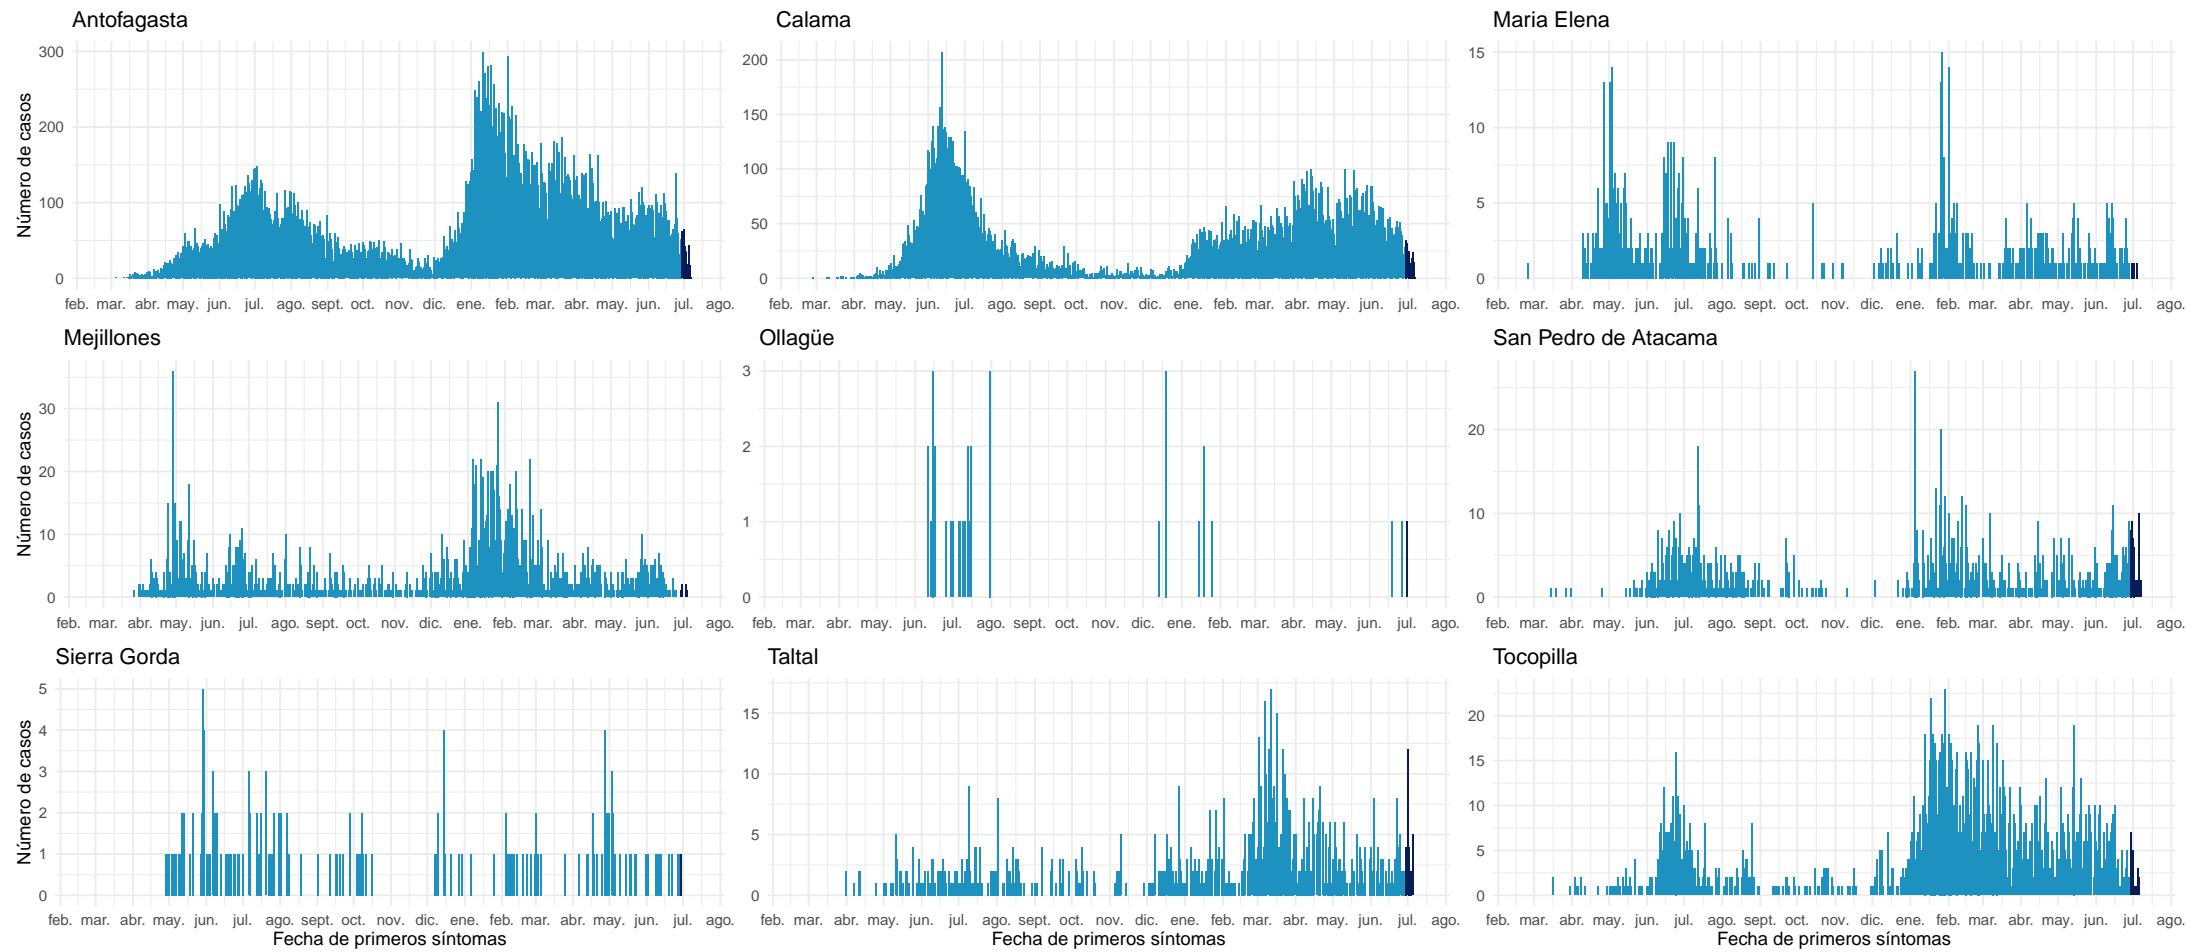 Antofagasta
Calama
Maria Elena
Número de casos
300
200
100
0
200
150
100
50
0
15
10
5
0
feb. mar. abr. may. jun. jul. ago. sept. oct. nov. dic. ene. feb. mar. abr. may. jun. jul. ago.
feb. mar. abr. may. jun. jul. ago. sept. oct. nov. dic. ene. feb. mar. abr. may. jun. jul. ago.
feb. mar. abr. may. jun. jul. ago. sept. oct. nov. dic. ene. feb. mar. abr. may. jun. jul. ago.
Mejillones
Ollagüe
San Pedro de Atacama
Número de casos
30
20
10
0
3
2
1
0
20
10
0
feb. mar. abr. may. jun. jul. ago. sept. oct. nov. dic. ene. feb. mar. abr. may. jun. jul. ago.
feb. mar. abr. may. jun. jul. ago. sept. oct. nov. dic. ene. feb. mar. abr. may. jun. jul. ago.
feb. mar. abr. may. jun. jul. ago. sept. oct. nov. dic. ene. feb. mar. abr. may. jun. jul. ago.
Sierra Gorda
Taltal
Tocopilla
Número de casos
5
4
3
2
1
0
15
10
5
0
20
15
10
5
0
feb. mar. abr. may. jun. jul. ago. sept. oct. nov. dic. ene. feb. mar. abr. may. jun. jul. ago.
feb. mar. abr. may. jun. jul. ago. sept. oct. nov. dic. ene. feb. mar. abr. may. jun. jul. ago.
feb. mar. abr. may. jun. jul. ago. sept. oct. nov. dic. ene. feb. mar. abr. may. jun. jul. ago.
Fecha de primeros síntomas
Fecha de primeros síntomas
Fecha de primeros síntomas